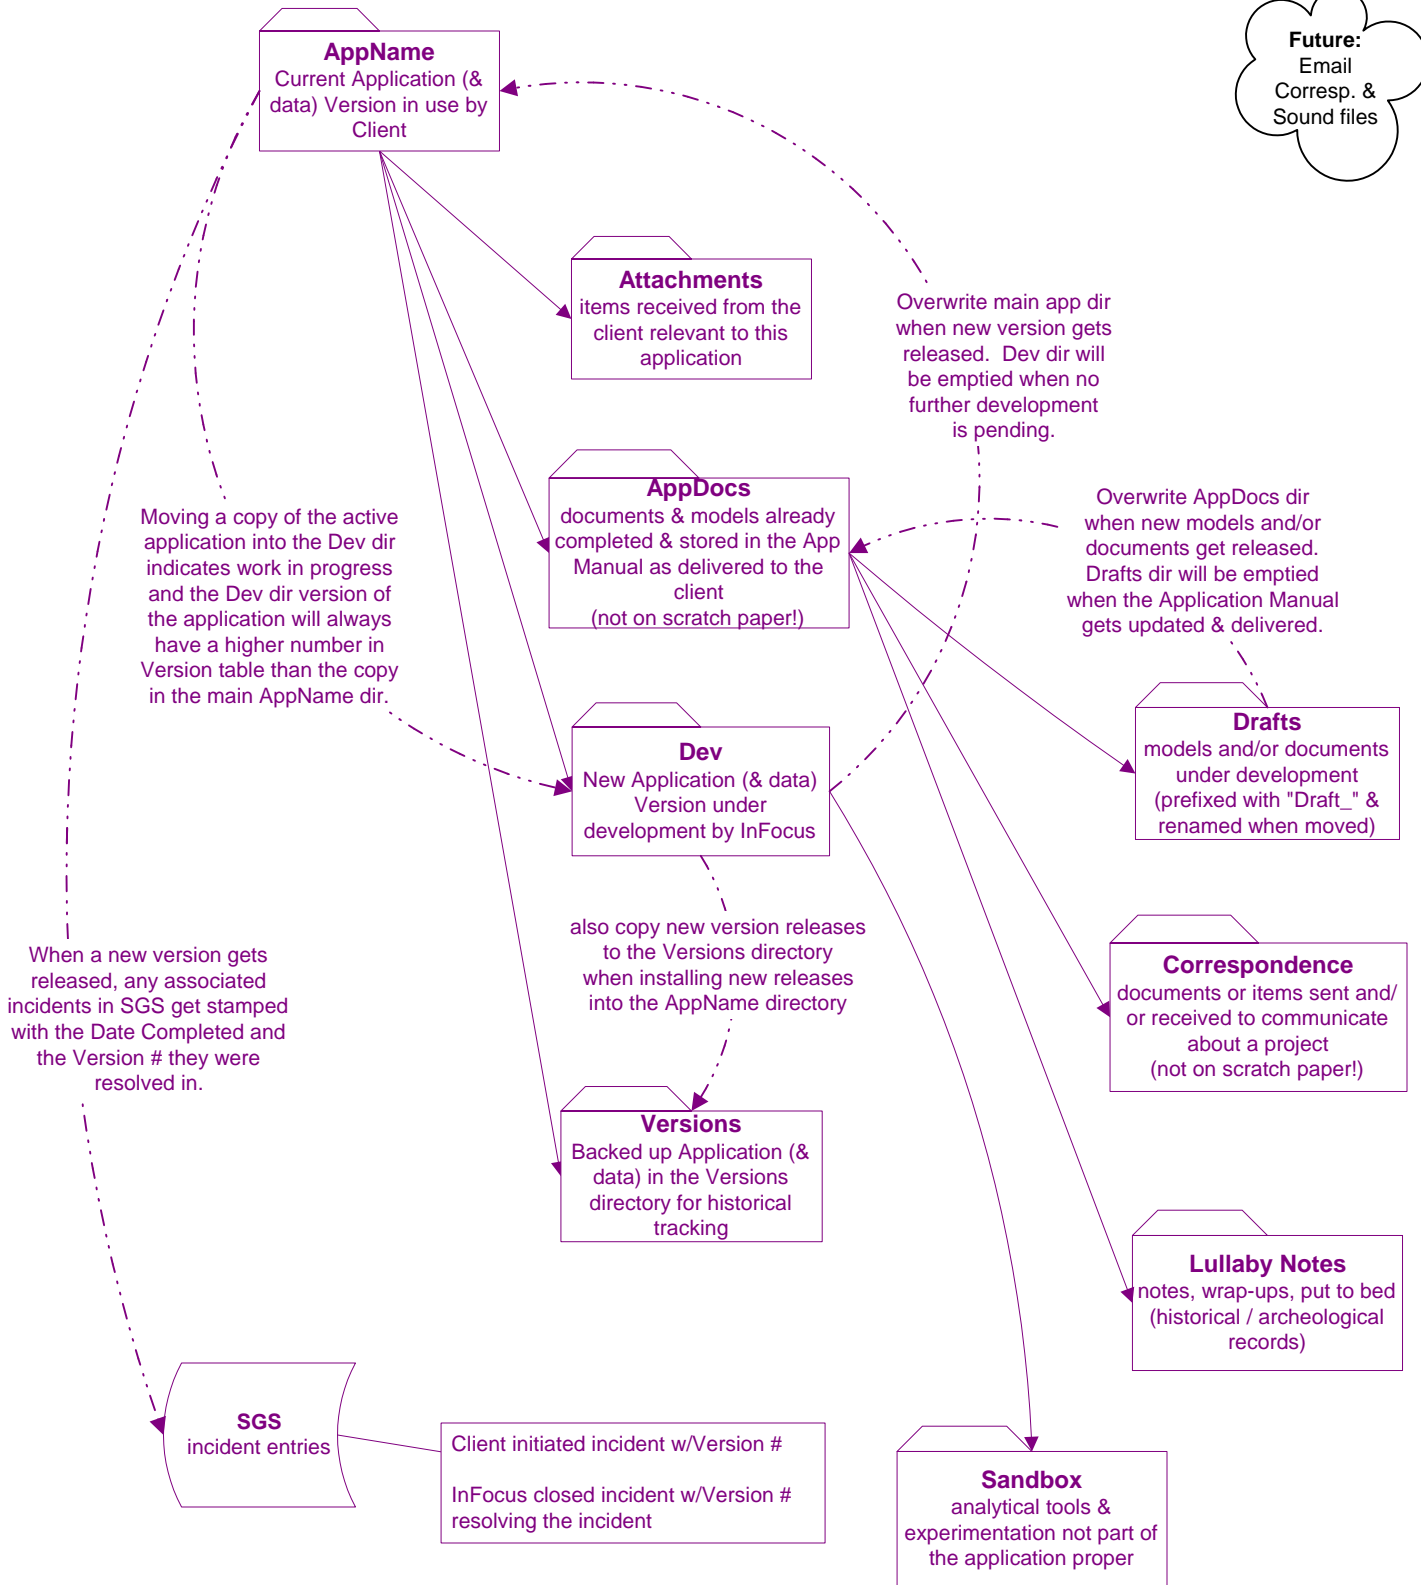 AppName
Current Application (&
data) Version in use by
Client
Future:
Email
Corresp. &
Sound files
Attachments
items received from the
client relevant to this
application
Overwrite main app dir
when new version gets
released.  Dev dir will
be emptied when no
further development
is pending.
AppDocs
documents & models already
completed & stored in the App
Manual as delivered to the
client
(not on scratch paper!)
Overwrite AppDocs dir
when new models and/or
documents get released.
Drafts dir will be emptied
when the Application Manual
gets updated & delivered.
Moving a copy of the active
application into the Dev dir
indicates work in progress
and the Dev dir version of
the application will always
have a higher number in
Version table than the copy
in the main AppName dir.
Dev
New Application (& data)
Version under
development by InFocus
Drafts
models and/or documents
under development
(prefixed with "Draft_" &
renamed when moved)
also copy new version releases
to the Versions directory
when installing new releases
into the AppName directory
When a new version gets
released, any associated
incidents in SGS get stamped
with the Date Completed and
the Version # they were
resolved in.
Correspondence
documents or items sent and/
or received to communicate
about a project
(not on scratch paper!)
Versions
Backed up Application (&
data) in the Versions
directory for historical
tracking
Lullaby Notes
notes, wrap-ups, put to bed
(historical / archeological
records)
SGS
incident entries
Client initiated incident w/Version #
InFocus closed incident w/Version #
resolving the incident
Sandbox
analytical tools &
experimentation not part of
the application proper